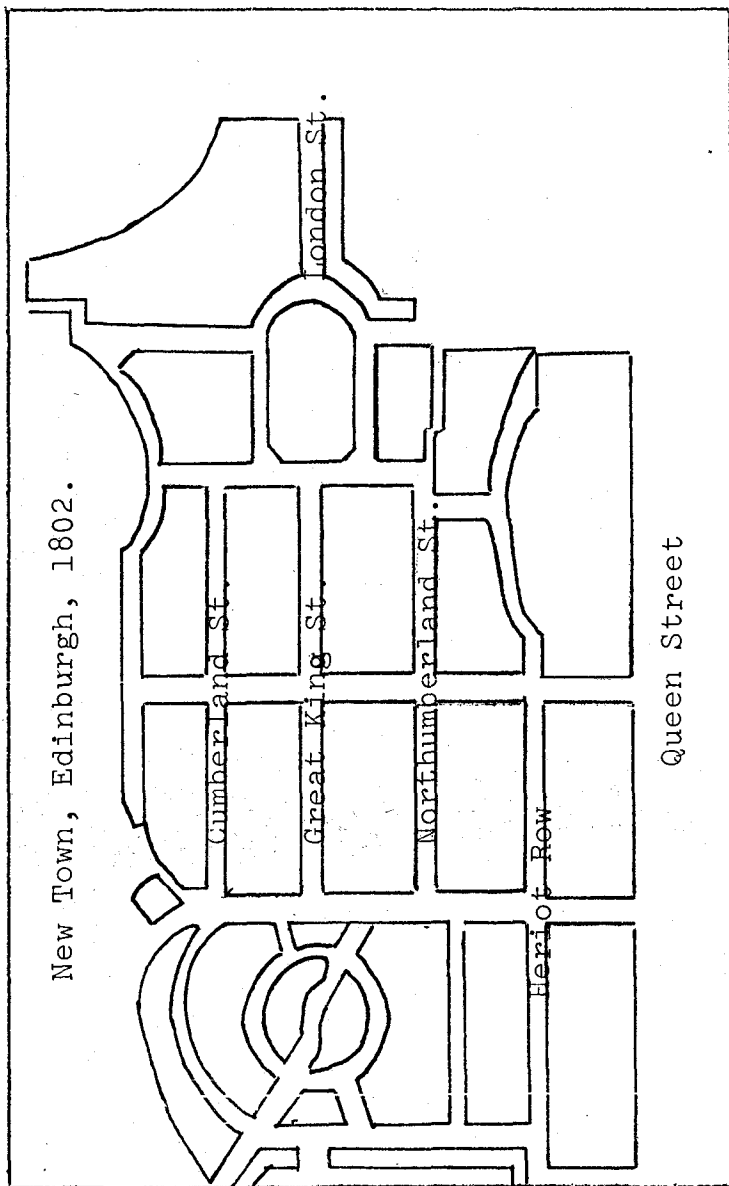 New Town, Edinburgh, 1802.
London St.
Cumberland St.
Great King St.
Northumberland St.
Heriot Row
Queen Street